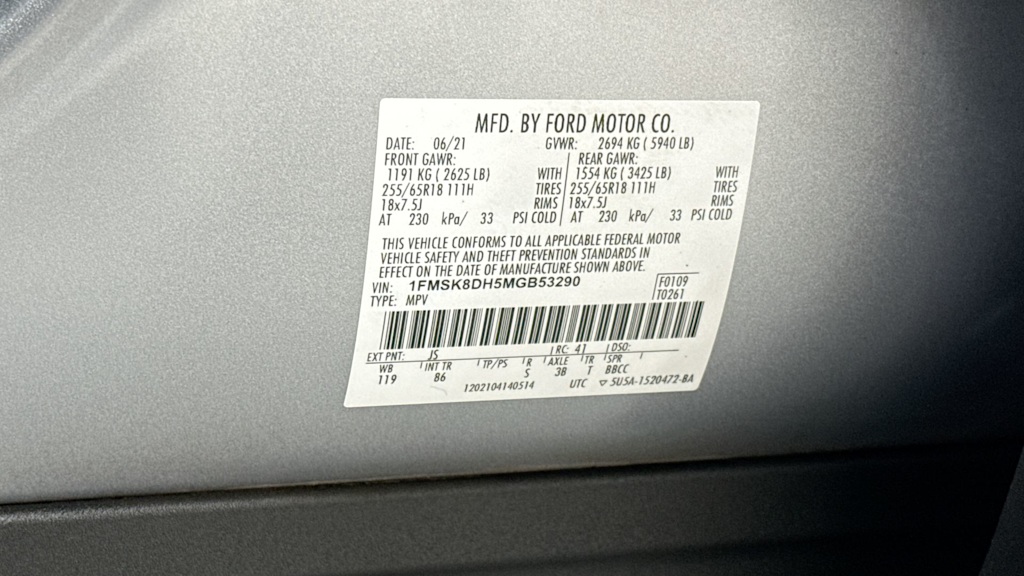 MFD. BY FORD MOTOR CO.
DATE: 06/21 GVWR: 2694 KG ( 5940 LB)
FRONT GAWR: REAR GAWR:
1191 KG ( 2625 LB) WITH 1554 KG ( 3425 LB) WITH
255/65R18 111H TIRES 255/65R18 111H TIRES
18x7.5J RIMS 18x7.5J RIMS
AT 230 kPa/ 33 PSI COLD AT 230 kPa/ 33 PSI COLD
THIS VEHICLE CONFORMS TO ALL APPLICABLE FEDERAL MOTOR
VEHICLE SAFETY AND THEFT PREVENTION STANDARDS IN
EFFECT ON THE DATE OF MANUFACTURE SHOWN ABOVE.
VIN: 1FMSK8DH5MGB53290 F0109
TYPE: MPV T0261
EXT PNT: JS RC: 41 DSO:
WB INT TR TP/PS R AXLE TR SPR
119 B6 S 3B T BBCC
1202104140514 UTC ▽ 5U5A-1520472-BA